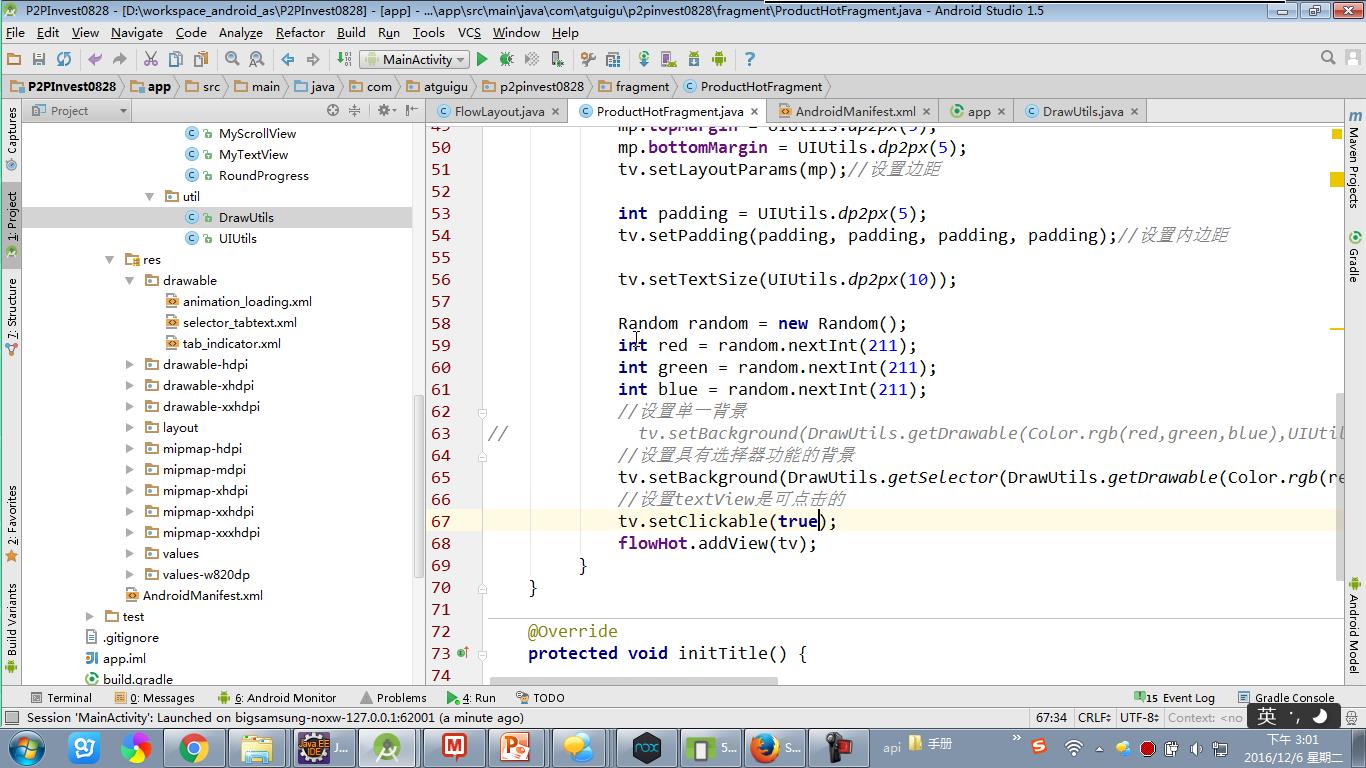 P2PInvest0828 - [D:\workspace_android_as\P2PInvest0828] - [app] - ...\app\src\main\java\com\atguigu\p2pinvest0828\fragment\ProductHotFragment.java - Android Studio 1.5
File Edit View Navigate Code Analyze Refactor Build Run Tools VCS Window Help
MainActivity
P2PInvest0828 app src main java com atguigu p2pinvest0828 fragment ProductHotFragment
Project
FlowLayout.java ProductHotFragment.java AndroidManifest.xml app DrawUtils.java
Captures
1: Project
7: Structure
2: Favorites
Build Variants
MyScrollView
MyTextView
RoundProgress
util
DrawUtils
UIUtils
res
drawable
animation_loading.xml
selector_tabtext.xml
tab_indicator.xml
drawable-hdpi
drawable-xhdpi
drawable-xxhdpi
layout
mipmap-hdpi
mipmap-mdpi
mipmap-xhdpi
mipmap-xxhdpi
mipmap-xxxhdpi
values
values-w820dp
AndroidManifest.xml
test
.gitignore
app.iml
build.gradle
49 mp.topMargin = UIUtils.dp2px(5);
50 mp.bottomMargin = UIUtils.dp2px(5);
51 tv.setLayoutParams(mp);//设置边距
52
53 int padding = UIUtils.dp2px(5);
54 tv.setPadding(padding, padding, padding, padding);//设置内边距
55
56 tv.setTextSize(UIUtils.dp2px(10));
57
58 Random random = new Random();
59 int red = random.nextInt(211);
60 int green = random.nextInt(211);
61 int blue = random.nextInt(211);
62 //设置单一背景
63 // tv.setBackground(DrawUtils.getDrawable(Color.rgb(red,green,blue),UIUtil
64 //设置具有选择器功能的背景
65 tv.setBackground(DrawUtils.getSelector(DrawUtils.getDrawable(Color.rgb(re
66 //设置textView是可点击的
67 tv.setClickable(true);
68 flowHot.addView(tv);
69 }
70 }
71
72 @Override
73 protected void initTitle() {
74
Maven Projects
Gradle
Android Model
Terminal 0: Messages 6: Android Monitor Problems 4: Run TODO 15 Event Log Gradle Console
Session 'MainActivity': Launched on bigsamsung-noxw-127.0.0.1:62001 (a minute ago) 67:34 CRLF UTF-8 Context: <no
英
J... nox 5... S... api 手册 »
下午 3:01
2016/12/6 星期二